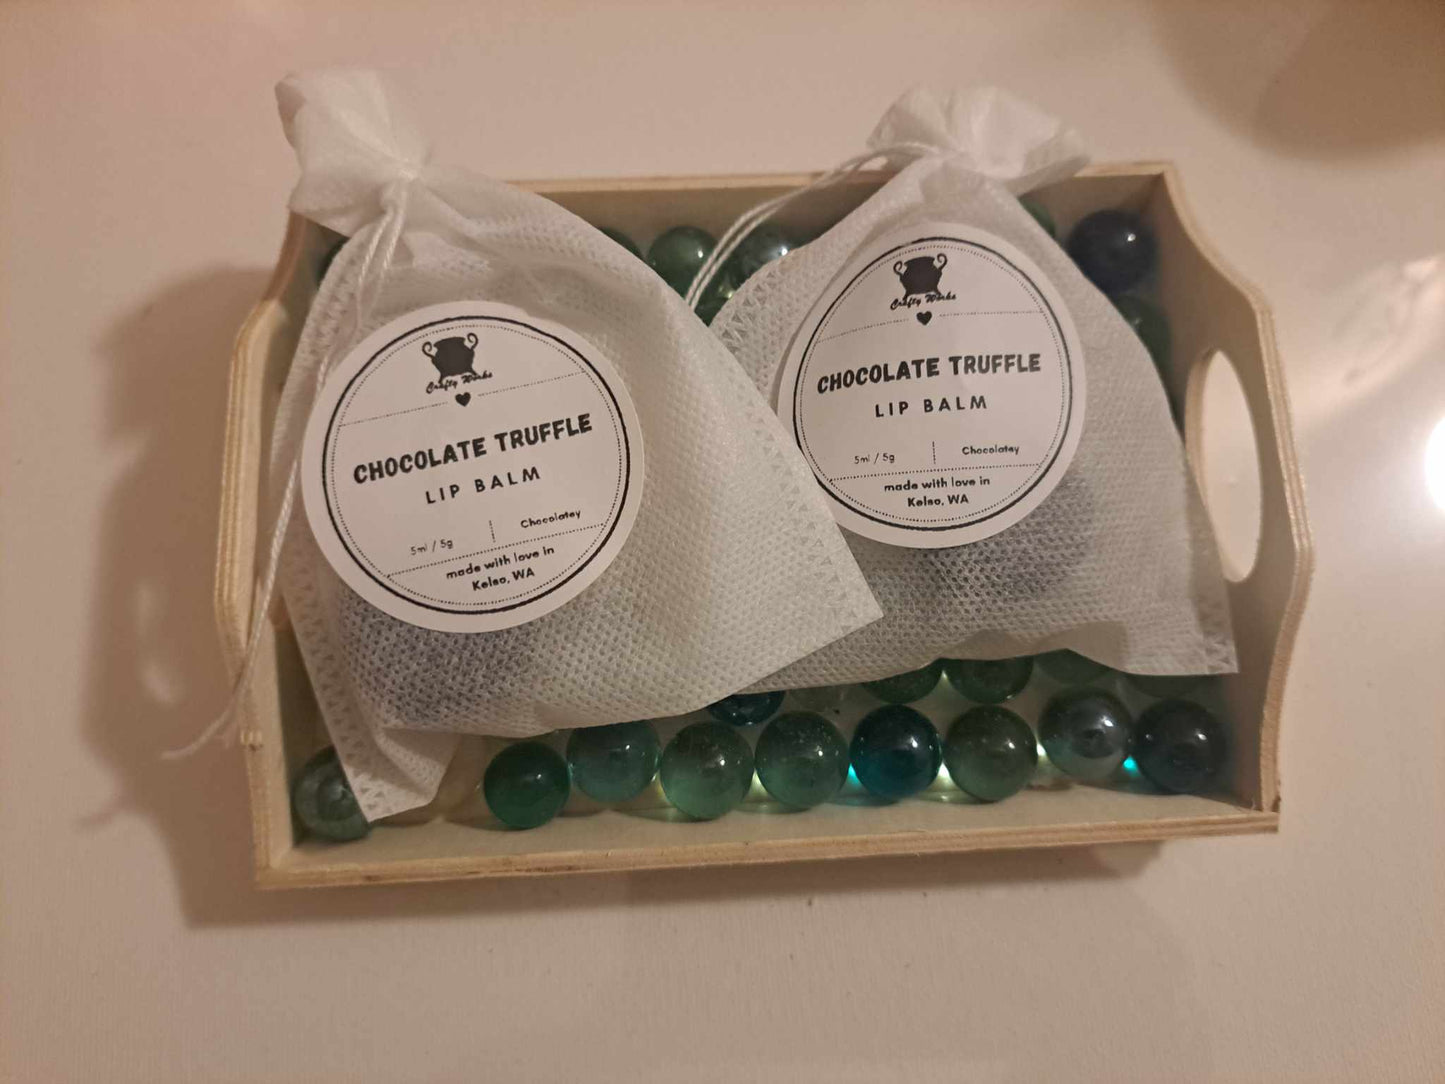 Crafty Works
CHOCOLATE TRUFFLE
LIP BALM
5ml / 5g
Chocolatey
made with love in
Kelso, WA
Crafty Works
CHOCOLATE TRUFFLE
LIP BALM
5ml / 5g
Chocolatey
made with love in
Kelso, WA